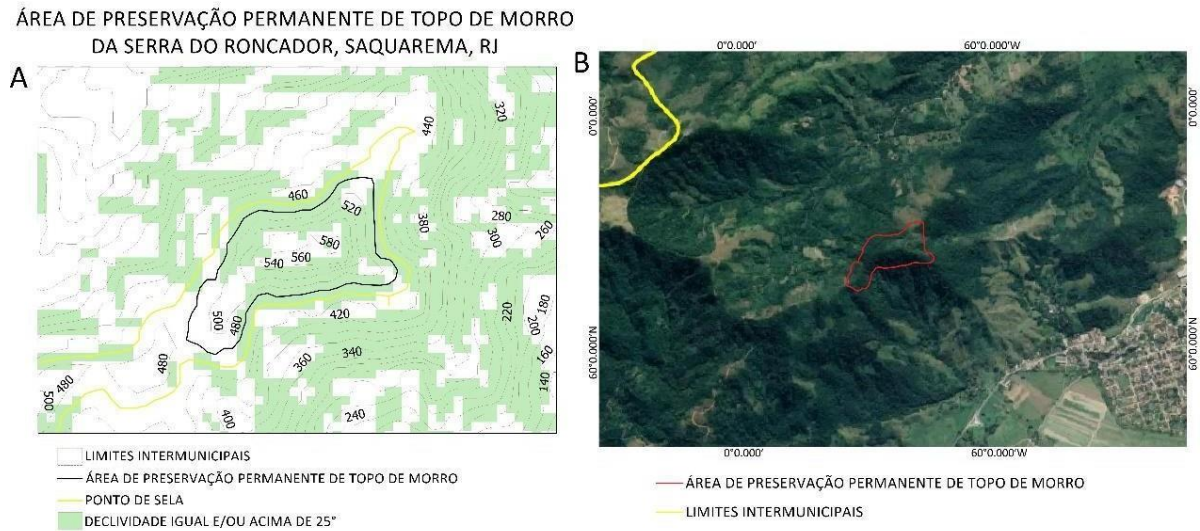 ÁREA DE PRESERVAÇÃO PERMANENTE DE TOPO DE MORRO
DA SERRA DO RONCADOR, SAQUAREMA, RJ
A
440
320
460
520
380
280
300
260
580
560
540
500
480
420
220
180
200
160
140
480
480
500
360
340
400
240
LIMITES INTERMUNICIPAIS
ÁREA DE PRESERVAÇÃO PERMANENTE DE TOPO DE MORRO
PONTO DE SELA
DECLIVIDADE IGUAL E/OU ACIMA DE 25°
B
0°0.000'
60°0.000'W
0°0.000'
0°0.000'
60°0.000'N
60°0.000'N
0°0.000'
60°0.000'W
ÁREA DE PRESERVAÇÃO PERMANENTE DE TOPO DE MORRO
LIMITES INTERMUNICIPAIS